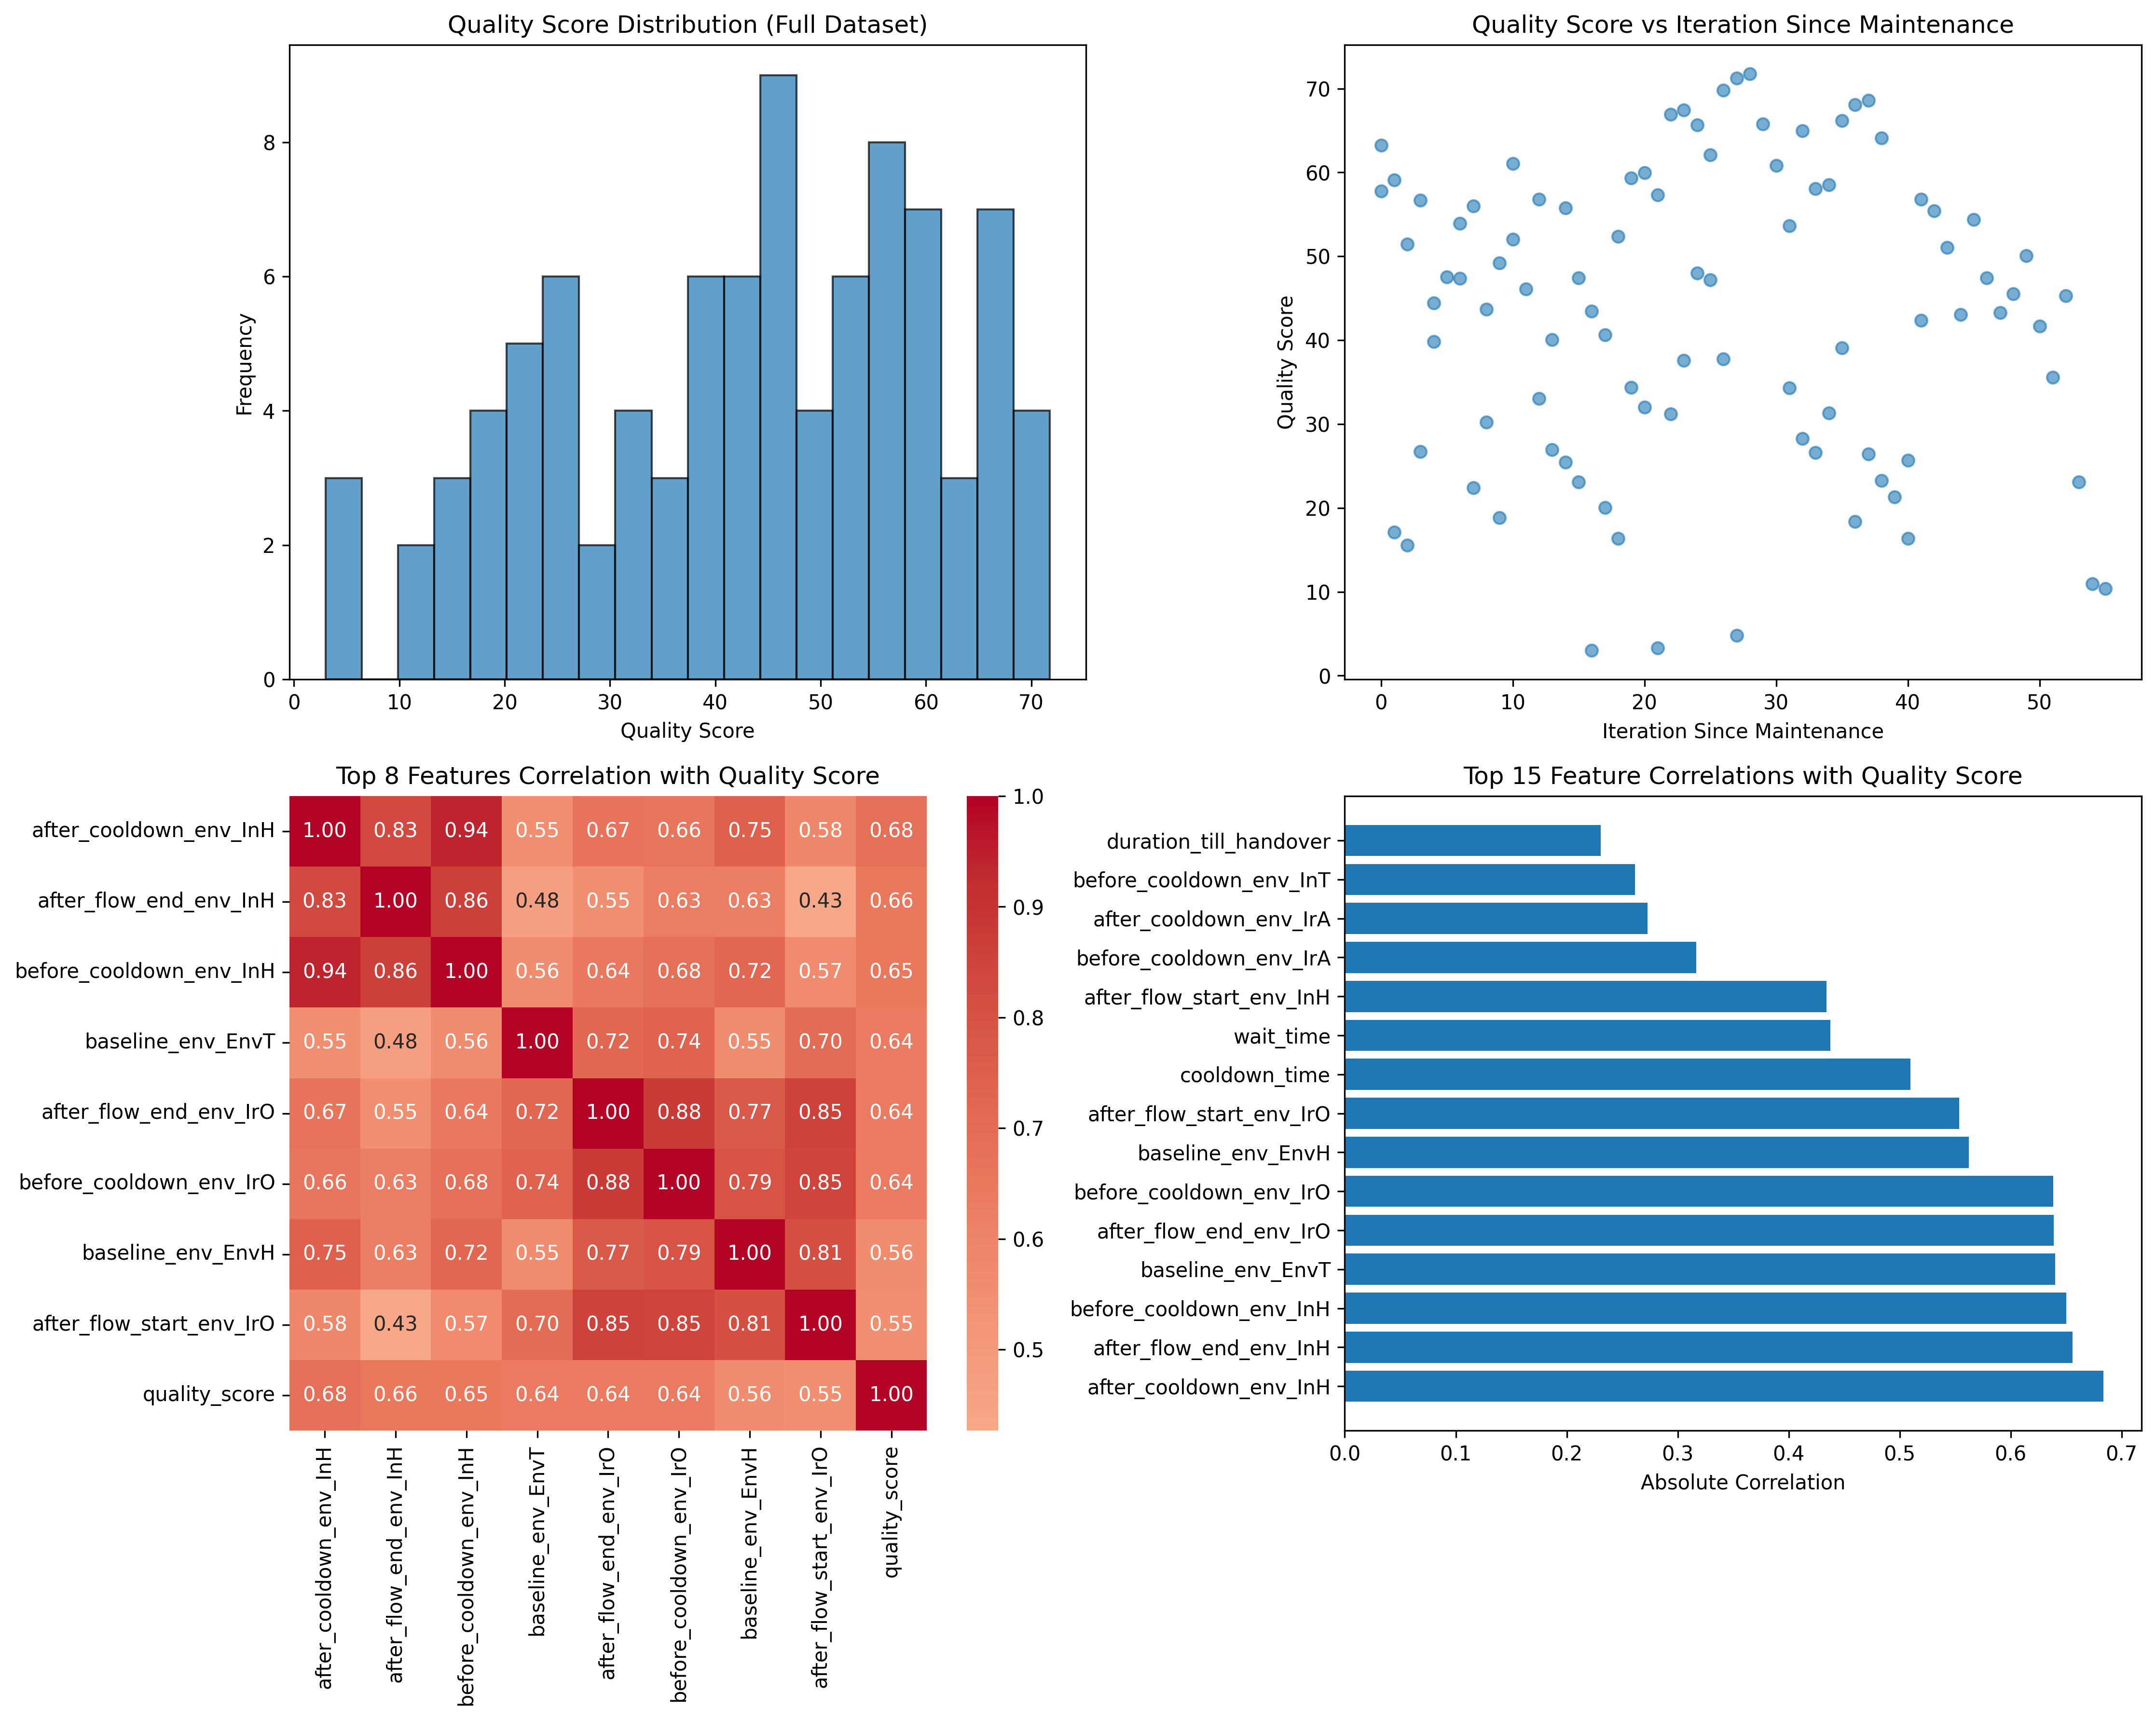 Quality Score Distribution (Full Dataset)
Frequency
8
6
4
2
0
0 10 20 30 40 50 60 70
Quality Score
Quality Score vs Iteration Since Maintenance
Quality Score
70
60
50
40
30
20
10
0
0 10 20 30 40 50
Iteration Since Maintenance
Top 8 Features Correlation with Quality Score
after_cooldown_env_InH 1.00 0.83 0.94 0.55 0.67 0.66 0.75 0.58 0.68
after_flow_end_env_InH 0.83 1.00 0.86 0.48 0.55 0.63 0.63 0.43 0.66
before_cooldown_env_InH 0.94 0.86 1.00 0.56 0.64 0.68 0.72 0.57 0.65
baseline_env_EnvT 0.55 0.48 0.56 1.00 0.72 0.74 0.55 0.70 0.64
after_flow_end_env_IrO 0.67 0.55 0.64 0.72 1.00 0.88 0.77 0.85 0.64
before_cooldown_env_IrO 0.66 0.63 0.68 0.74 0.88 1.00 0.79 0.85 0.64
baseline_env_EnvH 0.75 0.63 0.72 0.55 0.77 0.79 1.00 0.81 0.56
after_flow_start_env_IrO 0.58 0.43 0.57 0.70 0.85 0.85 0.81 1.00 0.55
quality_score 0.68 0.66 0.65 0.64 0.64 0.64 0.56 0.55 1.00
after_cooldown_env_InH
after_flow_end_env_InH
before_cooldown_env_InH
baseline_env_EnvT
after_flow_end_env_IrO
before_cooldown_env_IrO
baseline_env_EnvH
after_flow_start_env_IrO
quality_score
1.0
0.9
0.8
0.7
0.6
0.5
Top 15 Feature Correlations with Quality Score
duration_till_handover
before_cooldown_env_InT
after_cooldown_env_IrA
before_cooldown_env_IrA
after_flow_start_env_InH
wait_time
cooldown_time
after_flow_start_env_IrO
baseline_env_EnvH
before_cooldown_env_IrO
after_flow_end_env_IrO
baseline_env_EnvT
before_cooldown_env_InH
after_flow_end_env_InH
after_cooldown_env_InH
0.0 0.1 0.2 0.3 0.4 0.5 0.6 0.7
Absolute Correlation